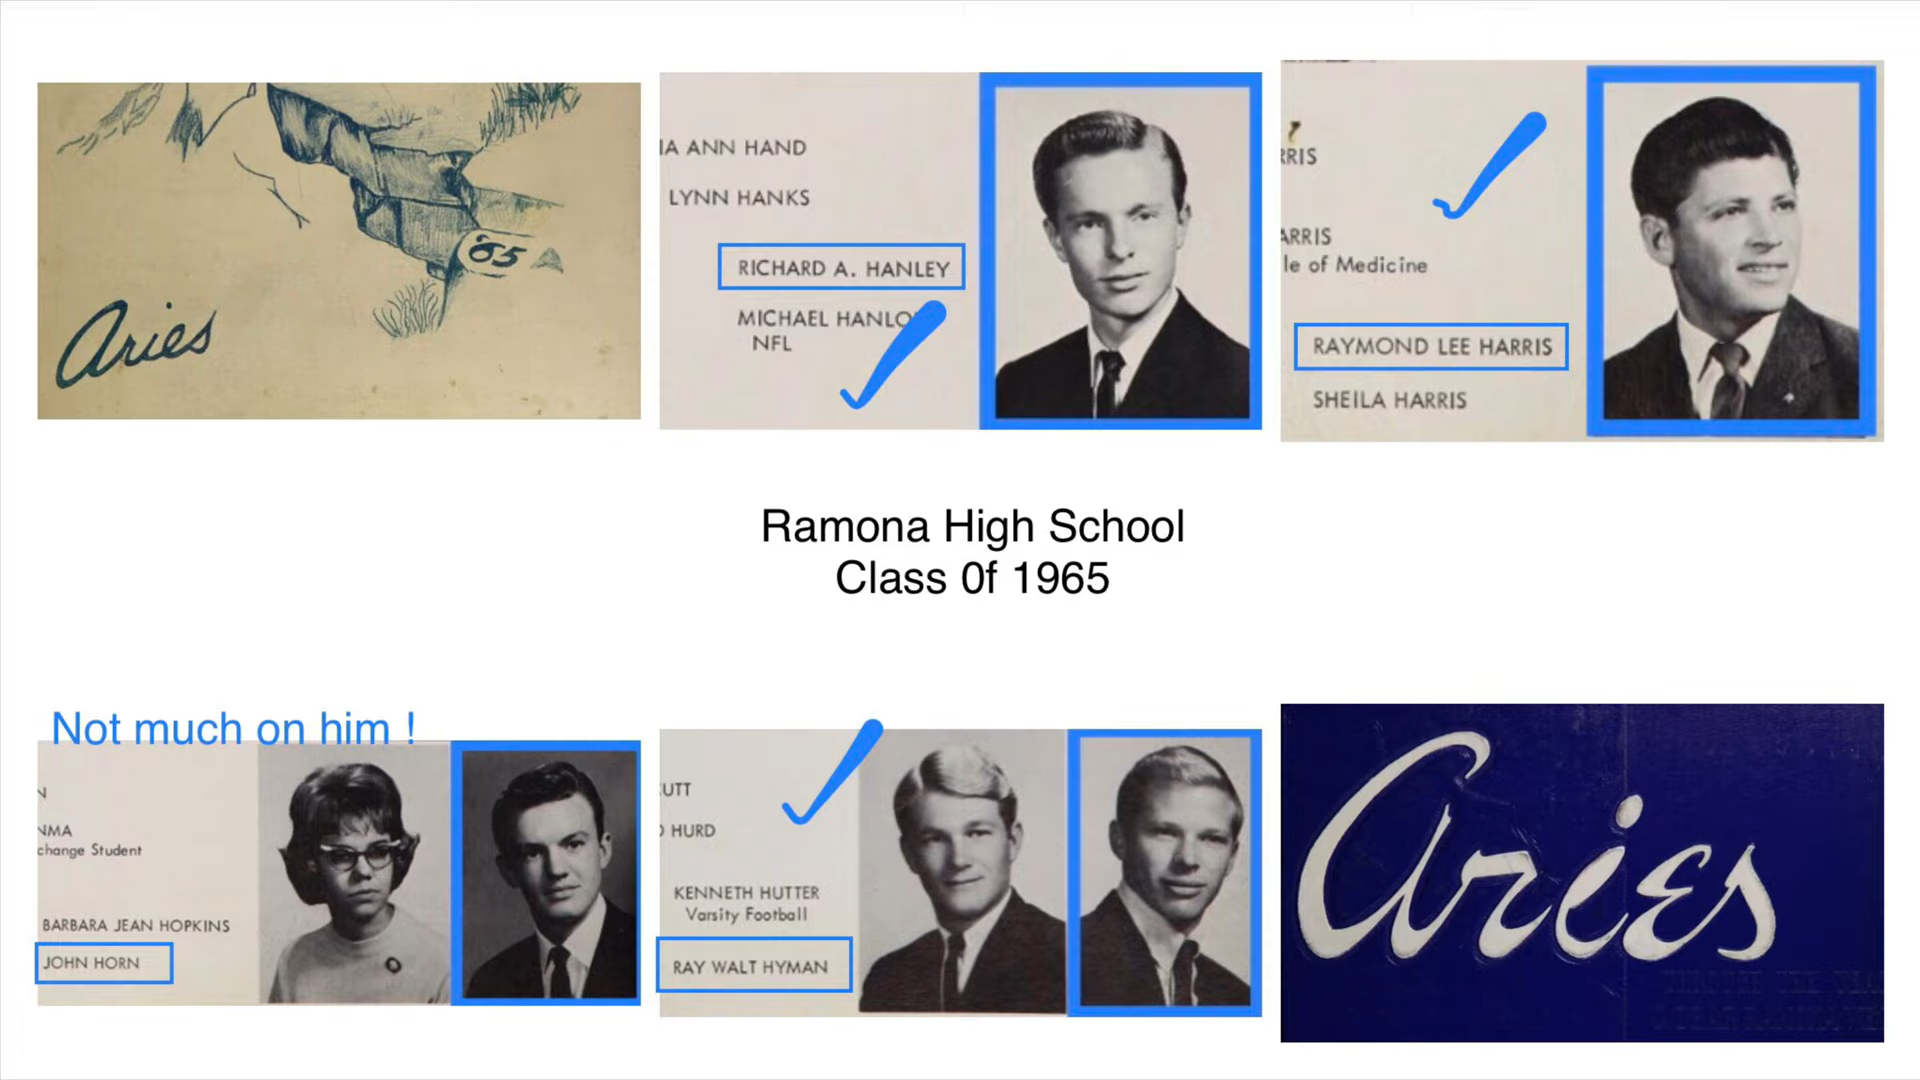 Aries
65
IA ANN HAND
LYNN HANKS
RICHARD A. HANLEY
MICHAEL HANLO
NFL
RRIS
ARRIS
le of Medicine
RAYMOND LEE HARRIS
SHEILA HARRIS
Ramona High School
Class 0f 1965
Not much on him !
N
NMA
change Student
BARBARA JEAN HOPKINS
JOHN HORN
CUTT
D HURD
KENNETH HUTTER
Varsity Football
RAY WALT HYMAN
Aries